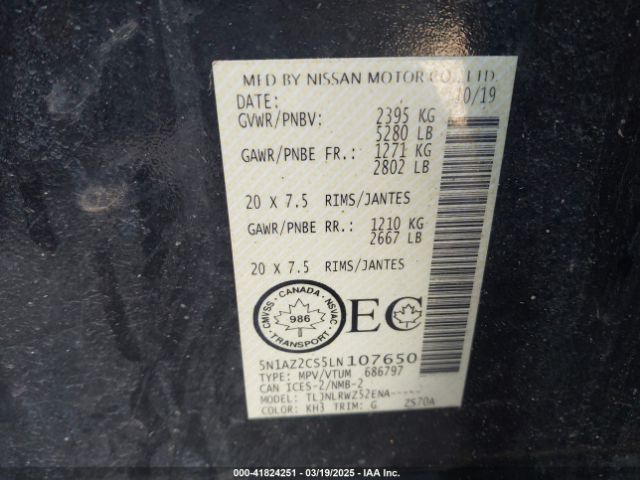 MFD BY NISSAN MOTOR CO., LTD.
DATE: 10/19
GVWR/PNBV: 2395 KG
5280 LB
GAWR/PNBE FR.: 1271 KG
2802 LB
20 X 7.5 RIMS/JANTES
GAWR/PNBE RR.: 1210 KG
2667 LB
20 X 7.5 RIMS/JANTES
CMVSS · CANADA · NSVAC
986
TRANSPORT
EC
5N1AZ2CS5LN107650
TYPE: MPV/VTUM 686797
CAN ICES-2/NMB-2
MODEL: TLJNLRWZ52ENA-----
COLOR: KH3 TRIM: G 2S70A
000-41824251 | 03/19/2025 | IAA Inc.